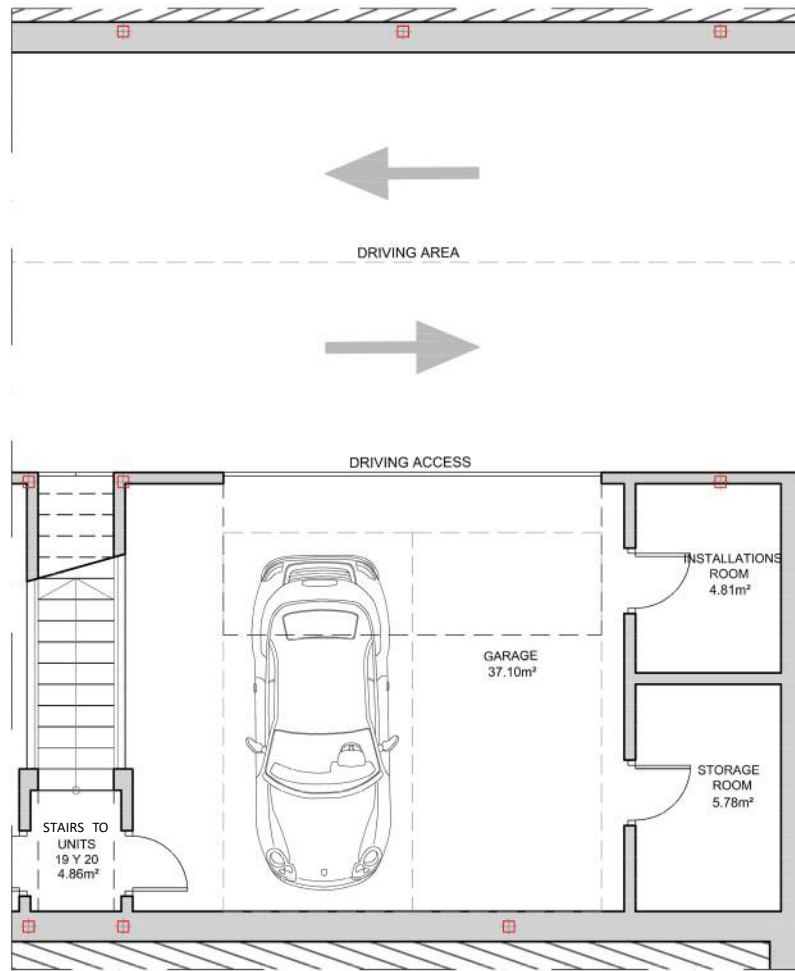 DRIVING AREA
DRIVING ACCESS
INSTALLATIONS
ROOM
4.81m²
GARAGE
37.10m²
STORAGE
ROOM
5.78m²
STAIRS TO
UNITS
19 Y 20
4.86m²